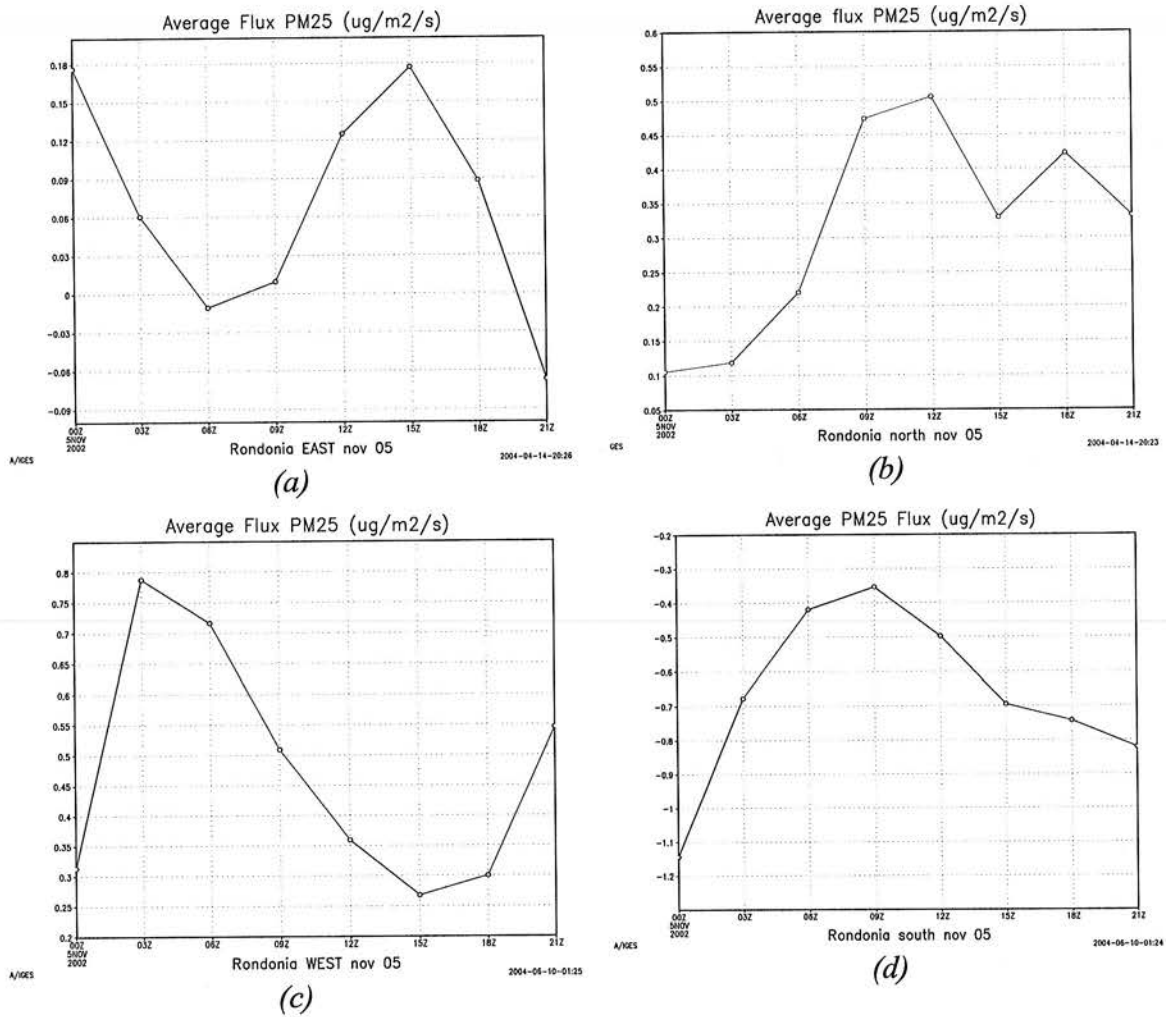 Average Flux PM25 (ug/m2/s)
0.18
0.15
0.12
0.09
0.06
0.03
0
-0.03
-0.06
-0.09
00Z 03Z 06Z 09Z 12Z 15Z 18Z 21Z
5NOV
2002
Rondonia EAST nov 05
A/IGES
2004-04-14-20:26
(a)
Average flux PM25 (ug/m2/s)
0.6
0.55
0.5
0.45
0.4
0.35
0.3
0.25
0.2
0.15
0.1
0.05
00Z 03Z 06Z 09Z 12Z 15Z 18Z 21Z
5NOV
2002
Rondonia north nov 05
GES
2004-04-14-20:23
(b)
Average Flux PM25 (ug/m2/s)
0.8
0.75
0.7
0.65
0.6
0.55
0.5
0.45
0.4
0.35
0.3
0.25
0.2
00Z 03Z 06Z 09Z 12Z 15Z 18Z 21Z
5NOV
2002
Rondonia WEST nov 05
A/IGES
2004-06-10-01:25
(c)
Average PM25 Flux (ug/m2/s)
-0.2
-0.3
-0.4
-0.5
-0.6
-0.7
-0.8
-0.9
-1
-1.1
-1.2
00Z 03Z 06Z 09Z 12Z 15Z 18Z 21Z
5NOV
2002
Rondonia south nov 05
A/IGES
2004-06-10-01:24
(d)